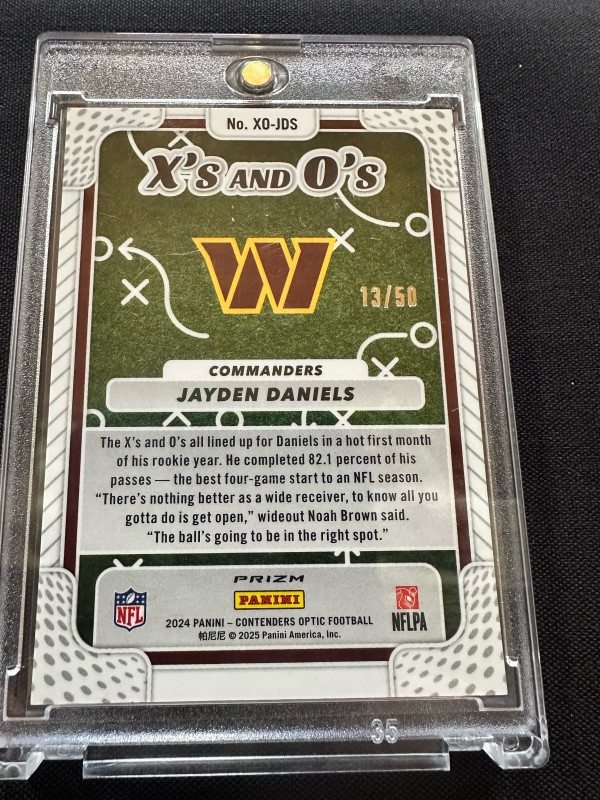 No. XO-JDS
X's AND O's
W
13/50
COMMANDERS
JAYDEN DANIELS
The X's and O's all lined up for Daniels in a hot first month
of his rookie year. He completed 82.1 percent of his
passes — the best four-game start to an NFL season.
“There's nothing better as a wide receiver, to know all you
gotta do is get open,” wideout Noah Brown said.
“The ball's going to be in the right spot.”
PRIZM
PANINI
NFL
NFLPA
2024 PANINI – CONTENDERS OPTIC FOOTBALL
帕尼尼 © 2025 Panini America, Inc.
35